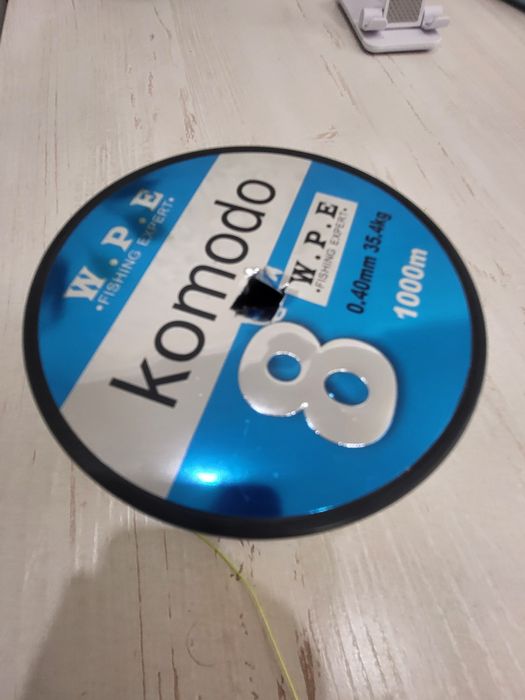 W.P.E
•FISHING EXPERT•
komodo
W.P.E
•FISHING EXPERT•
0.40mm 35.4kg
1000m
8